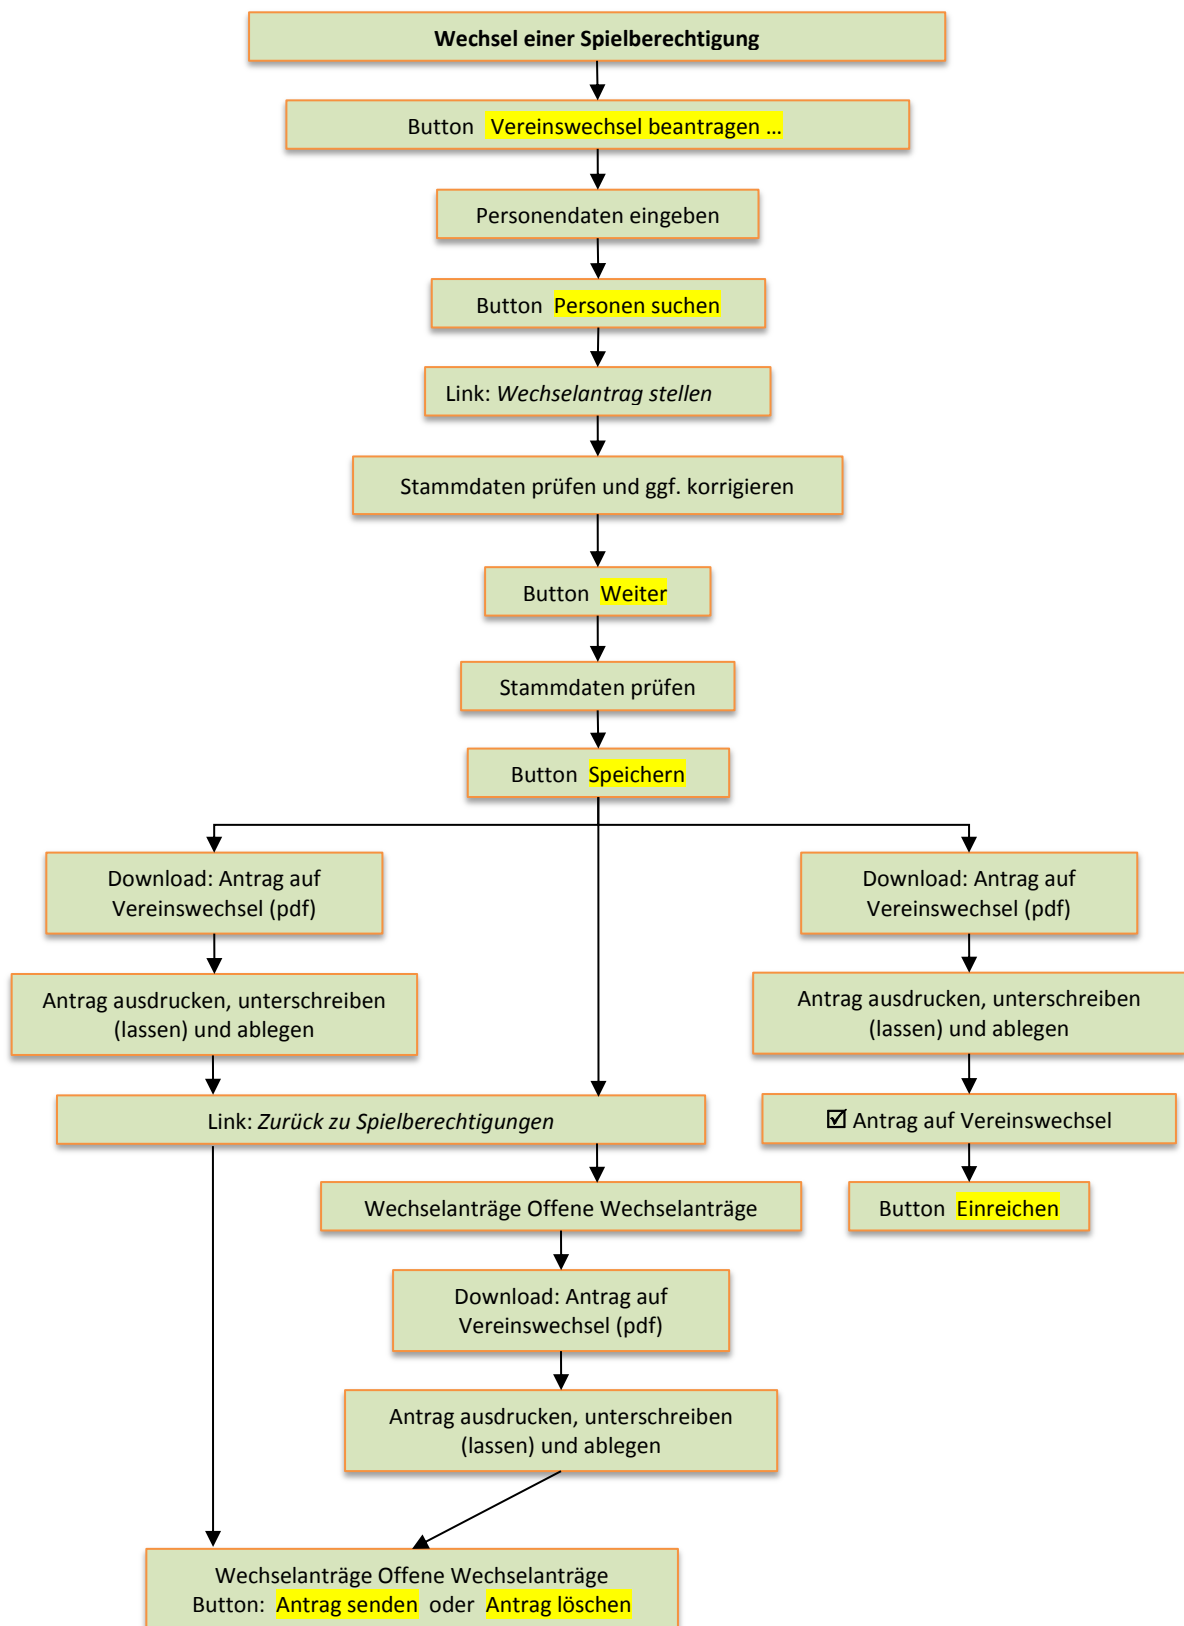 Wechsel einer Spielberechtigung
Button Vereinswechsel beantragen ...
Personendaten eingeben
Button Personen suchen
Link: Wechselantrag stellen
Stammdaten prüfen und ggf. korrigieren
Button Weiter
Stammdaten prüfen
Button Speichern
Download: Antrag auf
Vereinswechsel (pdf)
Antrag ausdrucken, unterschreiben
(lassen) und ablegen
Download: Antrag auf
Vereinswechsel (pdf)
Antrag ausdrucken, unterschreiben
(lassen) und ablegen
Link: Zurück zu Spielberechtigungen
☑ Antrag auf Vereinswechsel
Wechselanträge Offene Wechselanträge
Button Einreichen
Download: Antrag auf
Vereinswechsel (pdf)
Antrag ausdrucken, unterschreiben
(lassen) und ablegen
Wechselanträge Offene Wechselanträge
Button: Antrag senden oder Antrag löschen